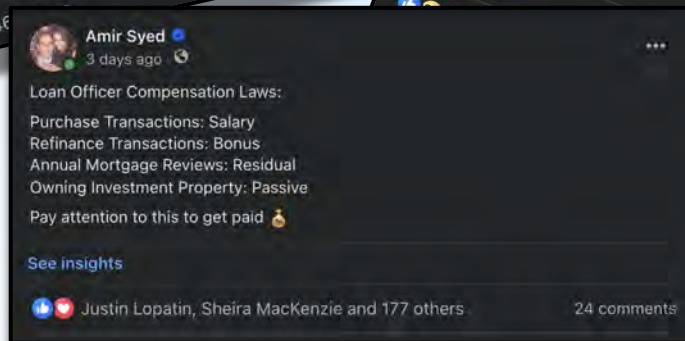 Amir Syed
3 days ago
Loan Officer Compensation Laws:
Purchase Transactions: Salary
Refinance Transactions: Bonus
Annual Mortgage Reviews: Residual
Owning Investment Property: Passive
Pay attention to this to get paid 💰
See insights
Justin Lopatin, Sheira MacKenzie and 177 others
24 comments